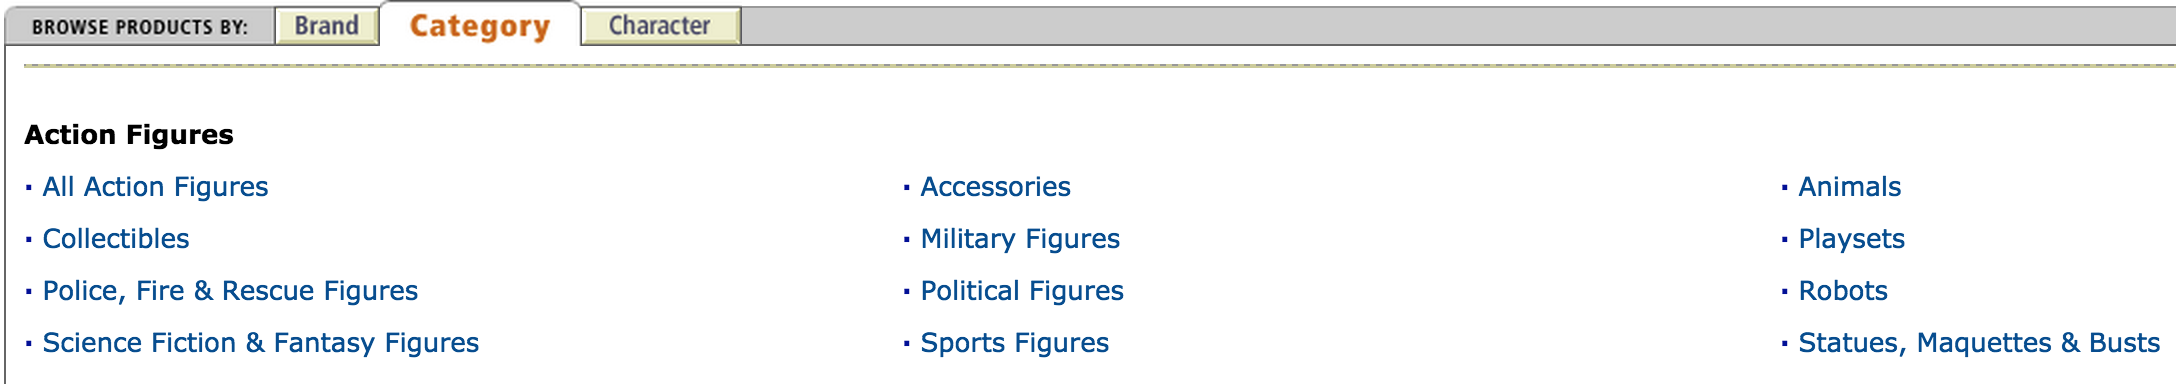 BROWSE PRODUCTS BY: Brand Category Character
Action Figures
· All Action Figures · Accessories · Animals
· Collectibles · Military Figures · Playsets
· Police, Fire & Rescue Figures · Political Figures · Robots
· Science Fiction & Fantasy Figures · Sports Figures · Statues, Maquettes & Busts